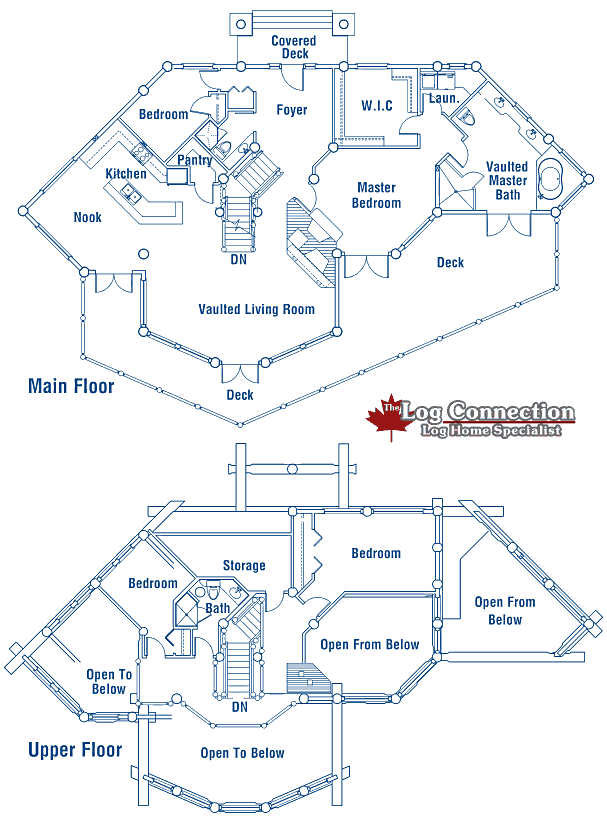 Covered
Deck
Bedroom
Foyer
W.I.C
Laun.
Pantry
Kitchen
Vaulted
Master
Bath
Master
Bedroom
Nook
DN
Deck
Vaulted Living Room
Main Floor
Deck
The Log Connection
Log Home Specialist
Bedroom
Storage
Bedroom
Bath
Open From
Below
Open From Below
Open To
Below
DN
Upper Floor
Open To Below